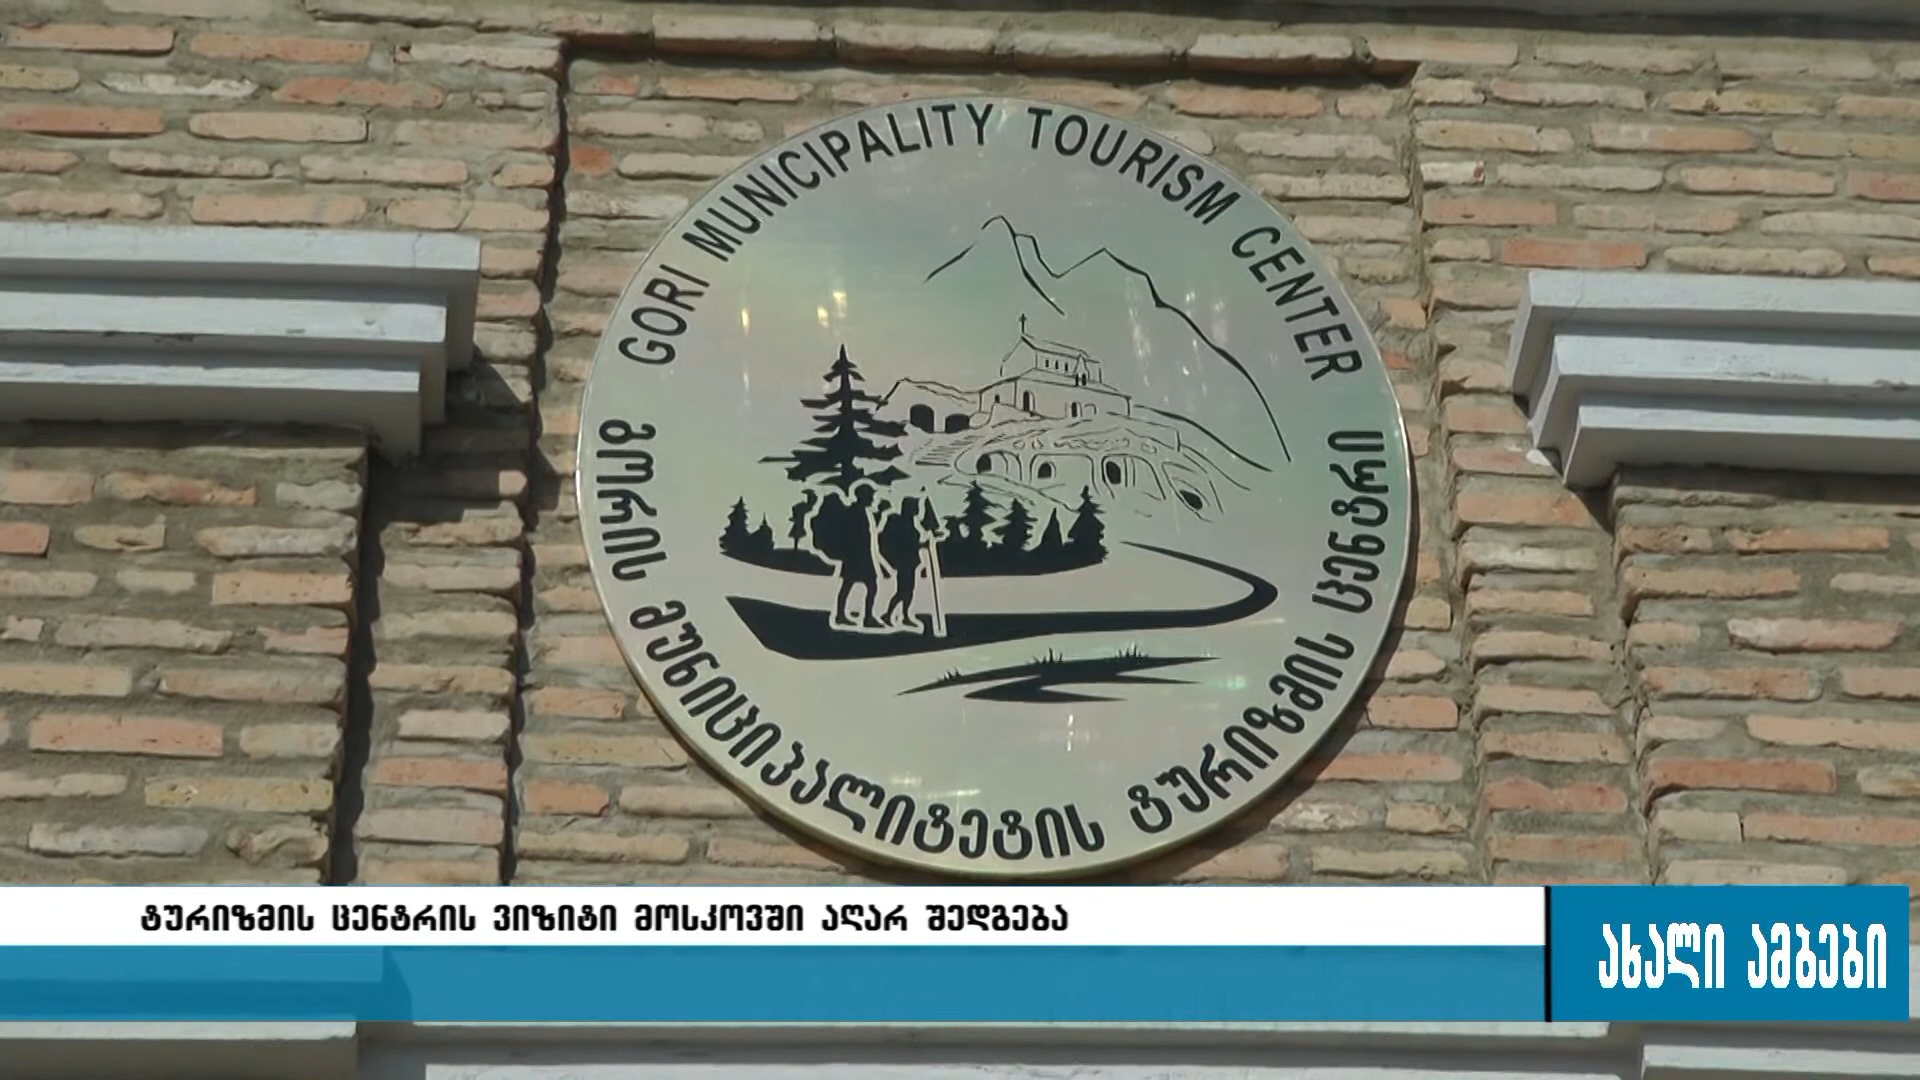 GORI MUNICIPALITY TOURISM CENTER
გორის მუნიციპალიტეტის ტურიზმის ცენტრი
ტურიზმის ცენტრის ვიზიტი მოსკოვში აღარ შედგება
ახალი ამბები